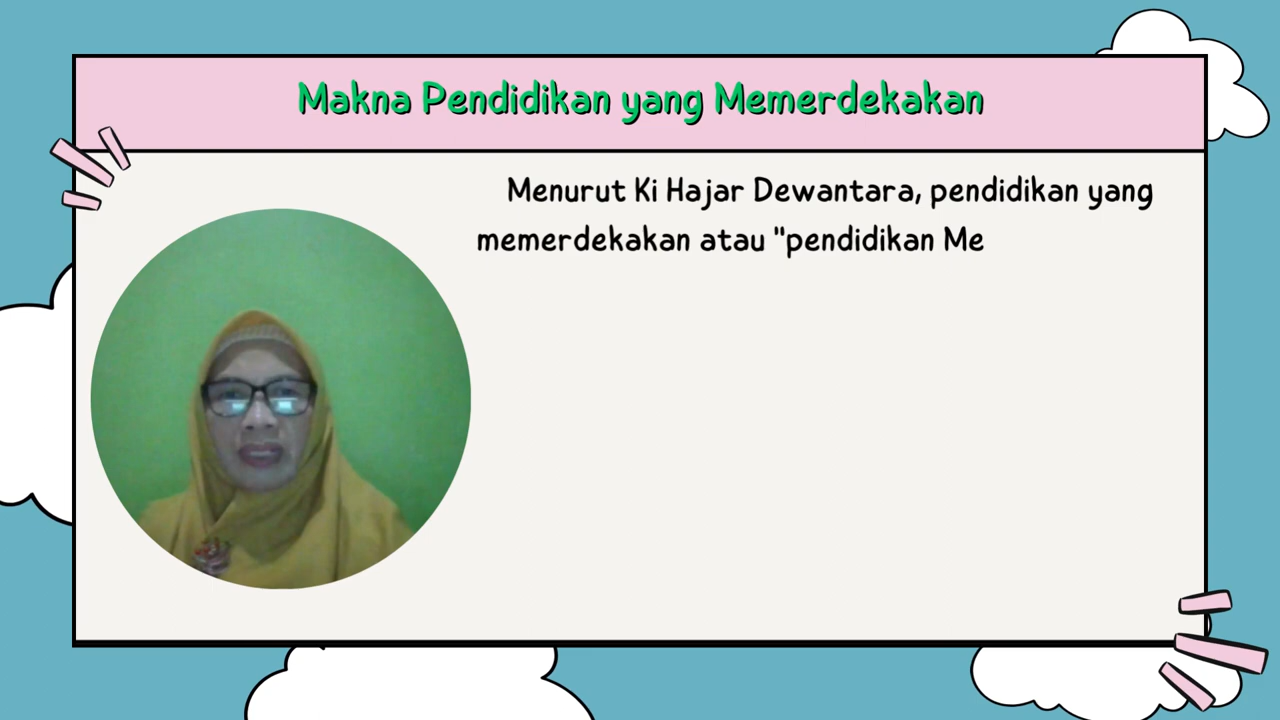 Makna Pendidikan yang Memerdekakan
Menurut Ki Hajar Dewantara, pendidikan yang
memerdekakan atau "pendidikan Me